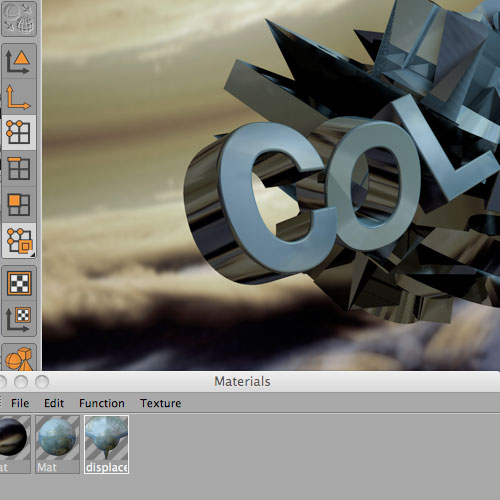 COL
Materials
File Edit Function Texture
at Mat displace